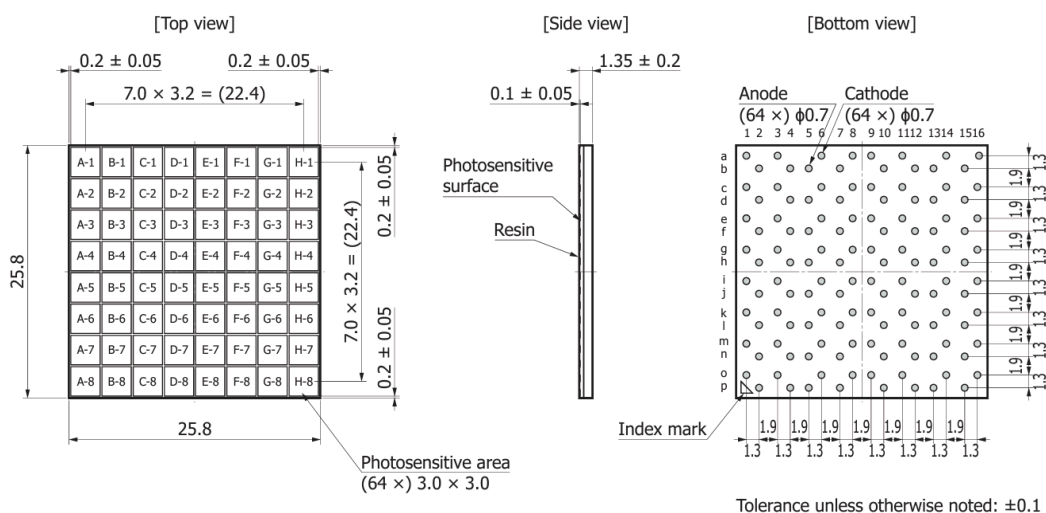 [Top view]
0.2 ± 0.05
0.2 ± 0.05
7.0 × 3.2 = (22.4)
A-1 B-1 C-1 D-1 E-1 F-1 G-1 H-1
A-2 B-2 C-2 D-2 E-2 F-2 G-2 H-2
A-3 B-3 C-3 D-3 E-3 F-3 G-3 H-3
A-4 B-4 C-4 D-4 E-4 F-4 G-4 H-4
A-5 B-5 C-5 D-5 E-5 F-5 G-5 H-5
A-6 B-6 C-6 D-6 E-6 F-6 G-6 H-6
A-7 B-7 C-7 D-7 E-7 F-7 G-7 H-7
A-8 B-8 C-8 D-8 E-8 F-8 G-8 H-8
25.8
25.8
7.0 × 3.2 = (22.4)
0.2 ± 0.05
0.2 ± 0.05
Photosensitive area
(64 ×) 3.0 × 3.0
[Side view]
1.35 ± 0.2
0.1 ± 0.05
Photosensitive
surface
Resin
[Bottom view]
Anode
(64 ×) ϕ0.7
Cathode
(64 ×) ϕ0.7
1 2 3 4 5 6 7 8 9 10 11 12 13 14 15 16
a
b
c
d
e
f
g
h
i
j
k
l
m
n
o
p
1.3
1.9
1.3
1.9
1.3
1.9
1.3
1.9
1.3
1.9
1.3
1.9
1.3
1.9
1.3
Index mark
1.9 1.9 1.9 1.9 1.9 1.9 1.9
1.3 1.3 1.3 1.3 1.3 1.3 1.3 1.3
Tolerance unless otherwise noted: ±0.1